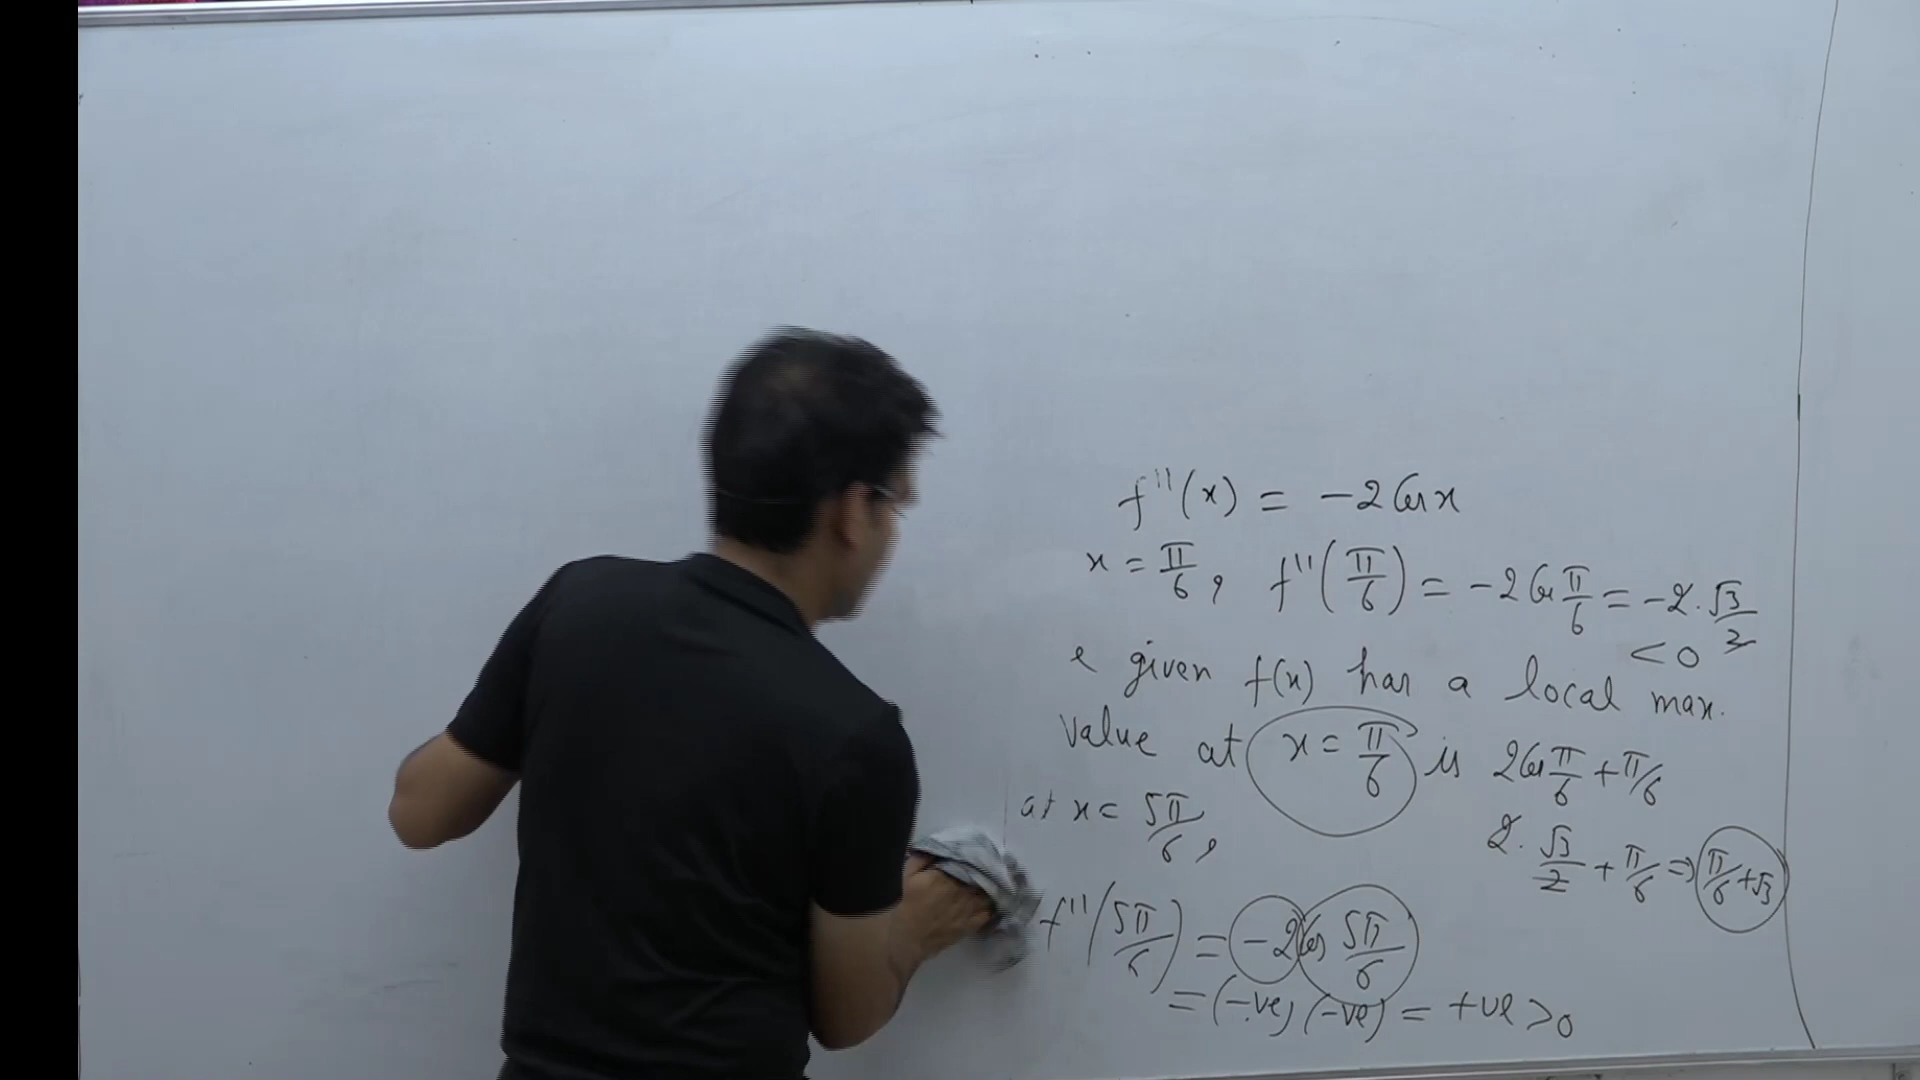 f''(x) = -2 Cos x
x = π/6, f''(π/6) = -2 Cos π/6 = -2 · √3/2
< 0
e given f(x) has a local max.
value at x = π/6 is 2 Cos π/6 + π/6
at x = 5π/6,
2 · √3/2 + π/6 ⇒ π/6 + √3
f''(5π/6) = -2 Cos 5π/6
= (-ve) (-ve) = +ve > 0